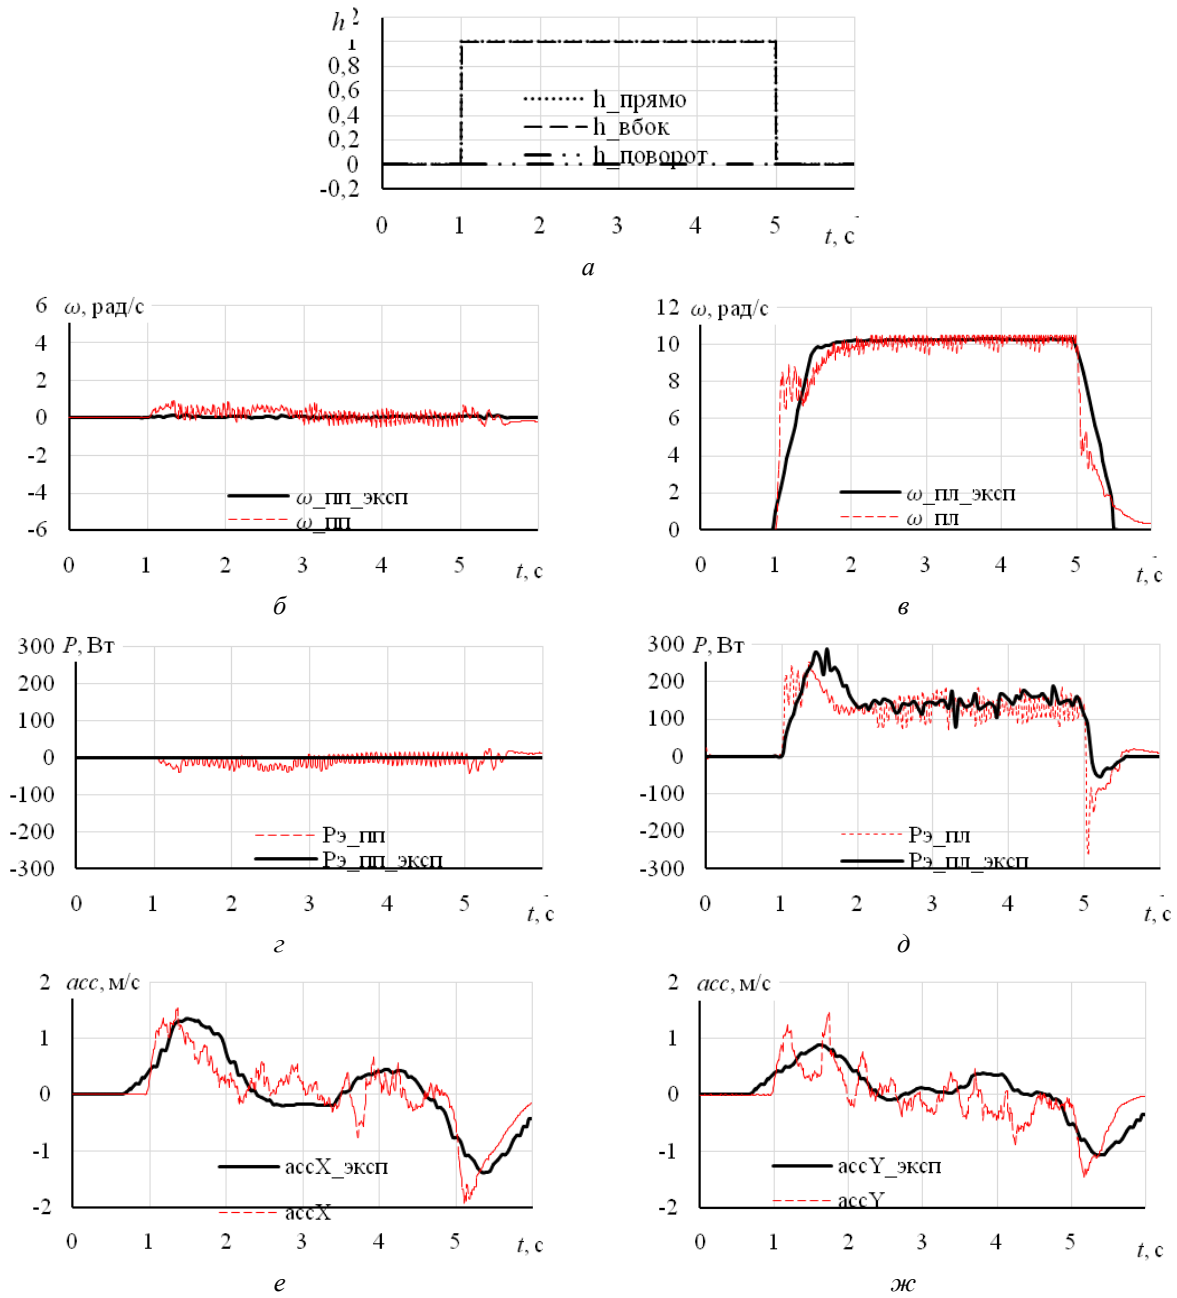 h 2
1
0,8
0,6
0,4
0,2
0
-0,2
h_прямо
h_вбок
h_поворот
0 1 2 3 4 5 t, с
а
6 ω, рад/с
4
2
0
-2
-4
-6
ω_пп_эксп
ω_пп
0 1 2 3 4 5 t, с
б
12 ω, рад/с
10
8
6
4
2
0
ω_пл_эксп
ω_пл
0 1 2 3 4 5 t, с
в
300 P, Вт
200
100
0
-100
-200
-300
Pэ_пп
Pэ_пп_эксп
0 1 2 3 4 5 t, с
г
300 P, Вт
200
100
0
-100
-200
-300
Pэ_пл
Pэ_пл_эксп
0 1 2 3 4 5 t, с
д
2 acc, м/с
1
0
-1
-2
accX_эксп
accX
0 1 2 3 4 5 t, с
е
2 acc, м/с
1
0
-1
-2
accY_эксп
accY
0 1 2 3 4 5 t, с
ж